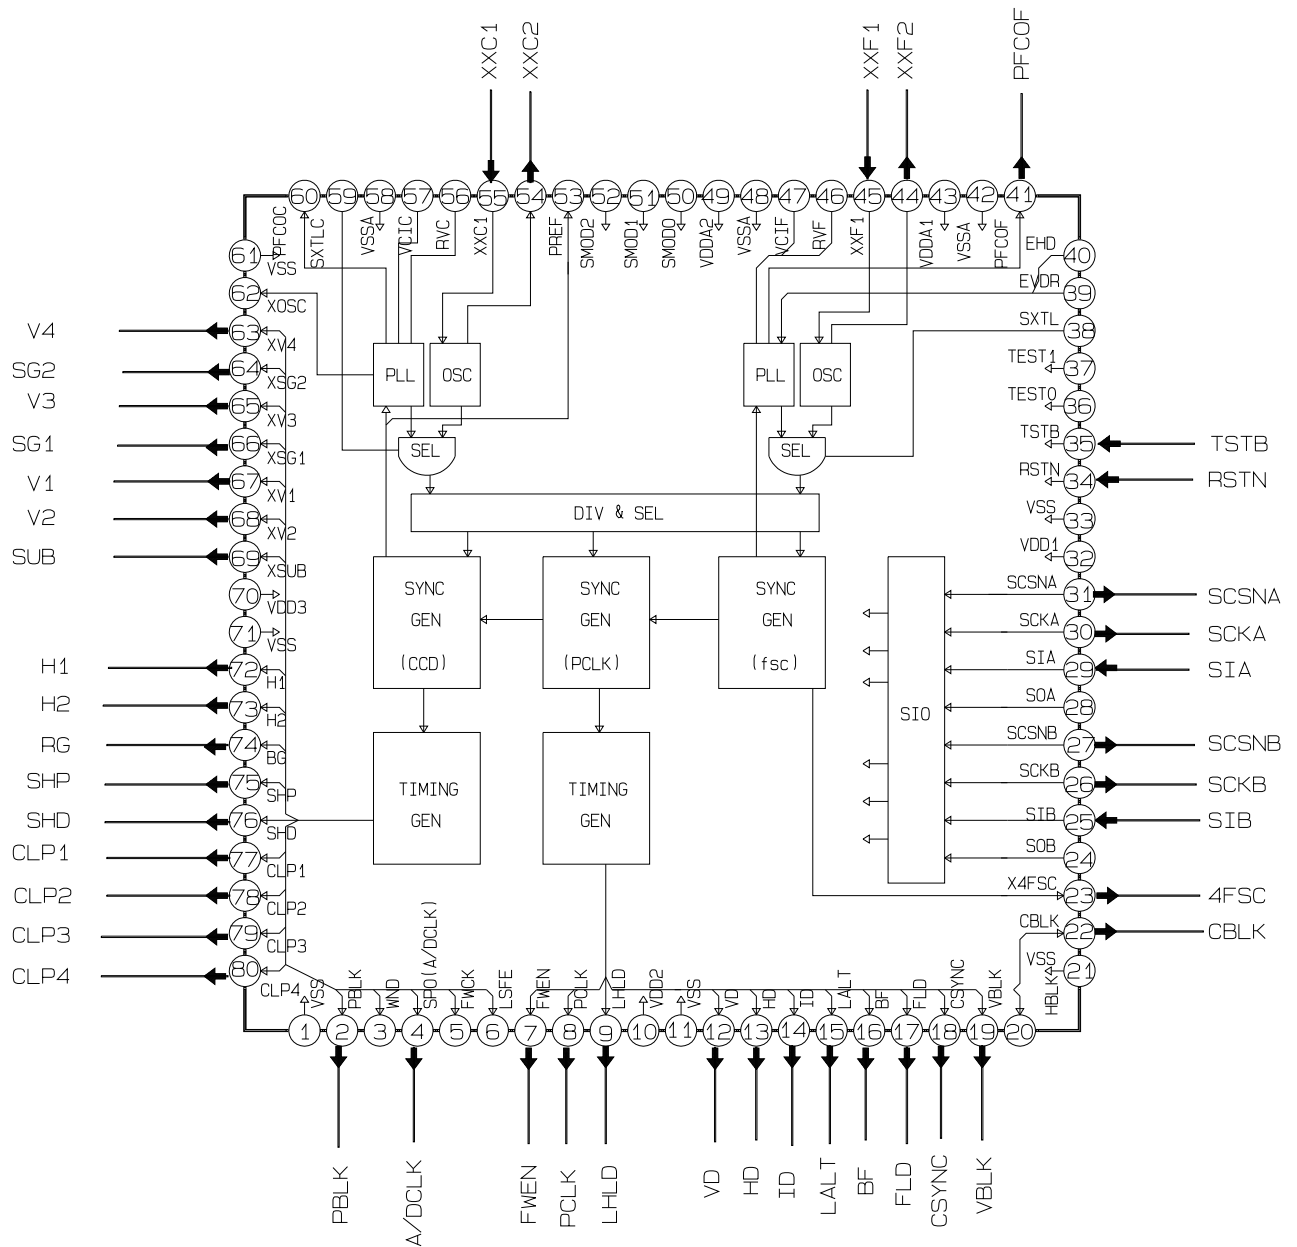 XXC1
XXC2
XXF1
XXF2
PFCOF
60 59 58 57 56 55 54 53 52 51 50 49 48 47 46 45 44 43 42 41
PFCOC
SXTLC
VSSA
VCIC
RVC
XXC1
PREF
SMOD2
SMOD1
SMOD0
VDDA2
VSSA
VCIF
RVF
XXF1
VDDA1
VSSA
PFCOF
61 VSS
62 XOSC
V4 63 XV4
SG2 64 XSG2
V3 65 XV3
SG1 66 XSG1
V1 67 XV1
V2 68 XV2
SUB 69 XSUB
70 VDD3
71 VSS
H1 72 H1
H2 73 H2
RG 74 BG
SHP 75 SHP
SHD 76 SHD
CLP1 77 CLP1
CLP2 78 CLP2
CLP3 79 CLP3
CLP4 80 CLP4
EHD 40
EVDR 39
SXTL 38
TEST1 37
TEST0 36
TSTB 35 TSTB
RSTN 34 RSTN
VSS 33
VDD1 32
SCSNA 31 SCSNA
SCKA 30 SCKA
SIA 29 SIA
SOA 28
SCSNB 27 SCSNB
SCKB 26 SCKB
SIB 25 SIB
SOB 24
X4FSC 23 4FSC
CBLK 22 CBLK
VSS 21
PLL
OSC
PLL
OSC
SEL
SEL
DIV & SEL
SYNC
GEN
(CCD)
SYNC
GEN
(PCLK)
SYNC
GEN
(fsc)
SIO
TIMING
GEN
TIMING
GEN
VSS
PBLK
WND
SPO(A/DCLK)
FWCK
LSFE
FWEN
PCLK
LHLD
VDD2
VSS
VD
HD
ID
LALT
BF
FLD
CSYNC
VBLK
HBLK
1 2 3 4 5 6 7 8 9 10 11 12 13 14 15 16 17 18 19 20
PBLK
A/DCLK
FWEN
PCLK
LHLD
VD
HD
ID
LALT
BF
FLD
CSYNC
VBLK